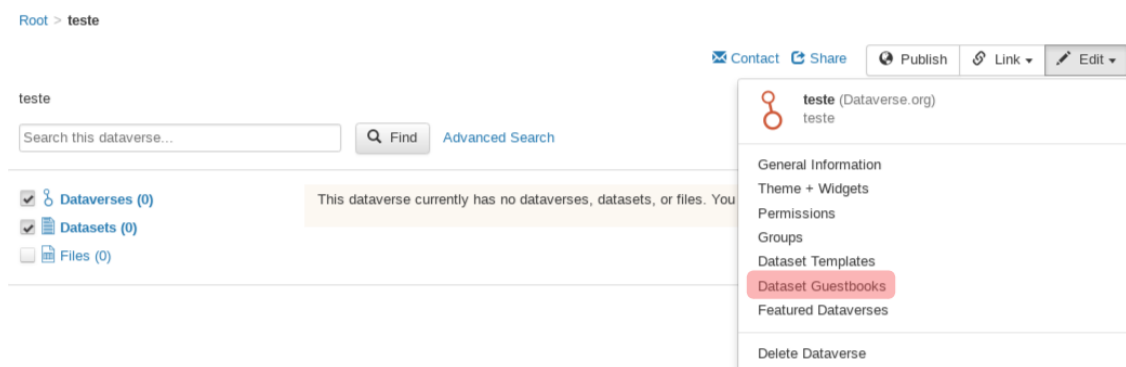 Root > teste
Contact Share Publish Link Edit
teste
Search this dataverse... Find Advanced Search
Dataverses (0)
Datasets (0)
Files (0)
This dataverse currently has no dataverses, datasets, or files. You
teste (Dataverse.org)
teste
General Information
Theme + Widgets
Permissions
Groups
Dataset Templates
Dataset Guestbooks
Featured Dataverses
Delete Dataverse